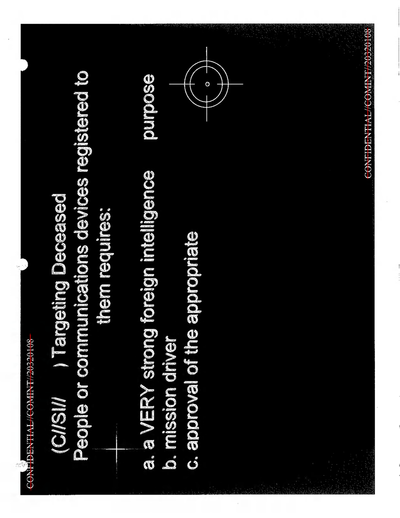 CONFIDENTIAL//COMINT//20320108
(C//SI// ) Targeting Deceased
People or communications devices registered to
them requires:
a. a VERY strong foreign intelligence purpose
b. mission driver
c. approval of the appropriate
CONFIDENTIAL//COMINT//20320108